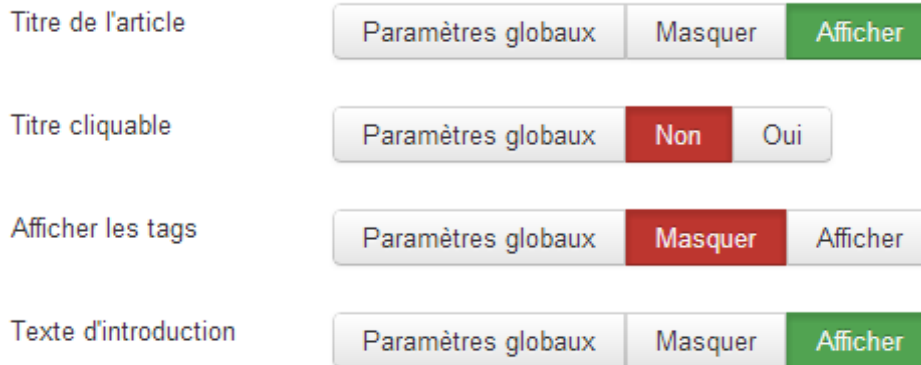 Titre de l'article Paramètres globaux Masquer Afficher
Titre cliquable Paramètres globaux Non Oui
Afficher les tags Paramètres globaux Masquer Afficher
Texte d'introduction Paramètres globaux Masquer Afficher